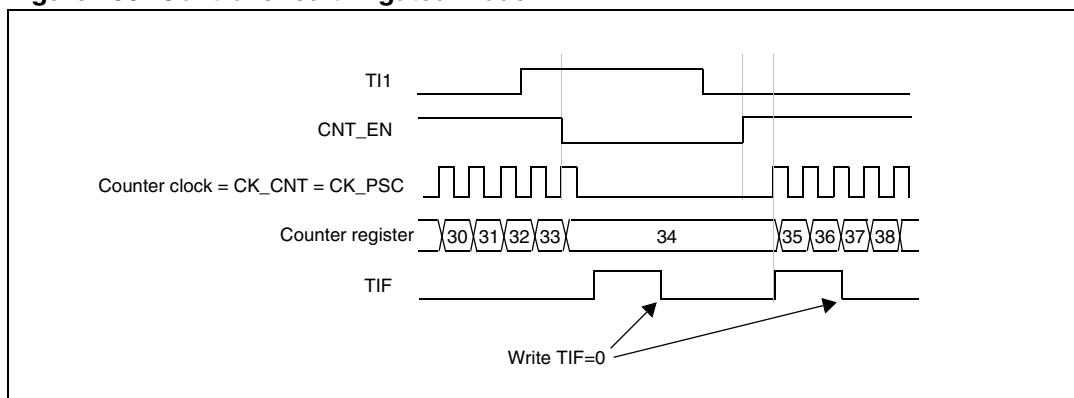 TI1
CNT_EN
Counter clock = CK_CNT = CK_PSC
Counter register 30 31 32 33 34 35 36 37 38
TIF
Write TIF=0